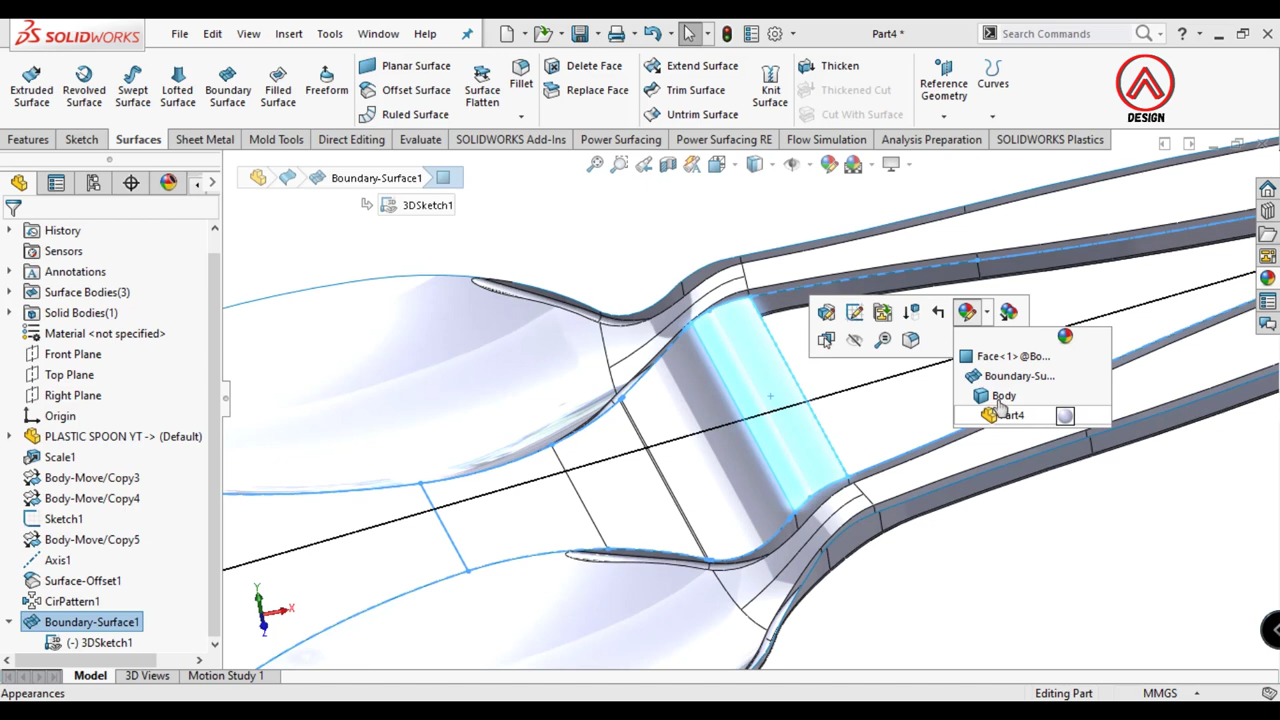 SOLIDWORKS
File Edit View Insert Tools Window Help
Part4 *
Search Commands
Extruded Surface
Revolved Surface
Swept Surface
Lofted Surface
Boundary Surface
Filled Surface
Freeform
Planar Surface
Offset Surface
Ruled Surface
Surface Flatten
Fillet
Delete Face
Replace Face
Extend Surface
Trim Surface
Untrim Surface
Knit Surface
Thicken
Thickened Cut
Cut With Surface
Reference Geometry
Curves
DESIGN
Features Sketch Surfaces Sheet Metal Mold Tools Direct Editing Evaluate SOLIDWORKS Add-Ins Power Surfacing Power Surfacing RE Flow Simulation Analysis Preparation SOLIDWORKS Plastics
Boundary-Surface1
3DSketch1
History
Sensors
Annotations
Surface Bodies(3)
Solid Bodies(1)
Material <not specified>
Front Plane
Top Plane
Right Plane
Origin
PLASTIC SPOON YT -> (Default)
Scale1
Body-Move/Copy3
Body-Move/Copy4
Sketch1
Body-Move/Copy5
Axis1
Surface-Offset1
CirPattern1
Boundary-Surface1
(-) 3DSketch1
Face<1>@Bo...
Boundary-Su...
Body
art4
Y
X
Z
Model 3D Views Motion Study 1
Appearances
Editing Part
MMGS